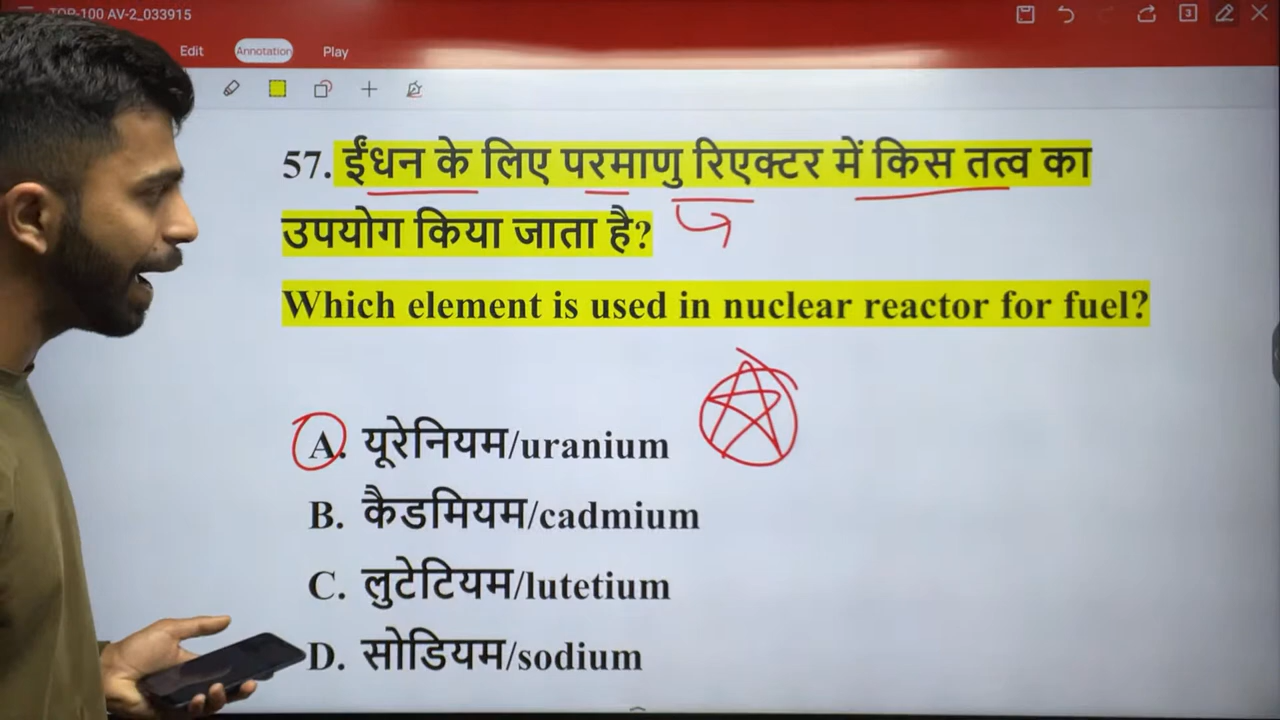 TOP-100 AV-2_033915
3
Edit Annotation Play
57. ईंधन के लिए परमाणु रिएक्टर में किस तत्व का
उपयोग किया जाता है?
Which element is used in nuclear reactor for fuel?
A. यूरेनियम/uranium
B. कैडमियम/cadmium
C. लुटेटियम/lutetium
D. सोडियम/sodium